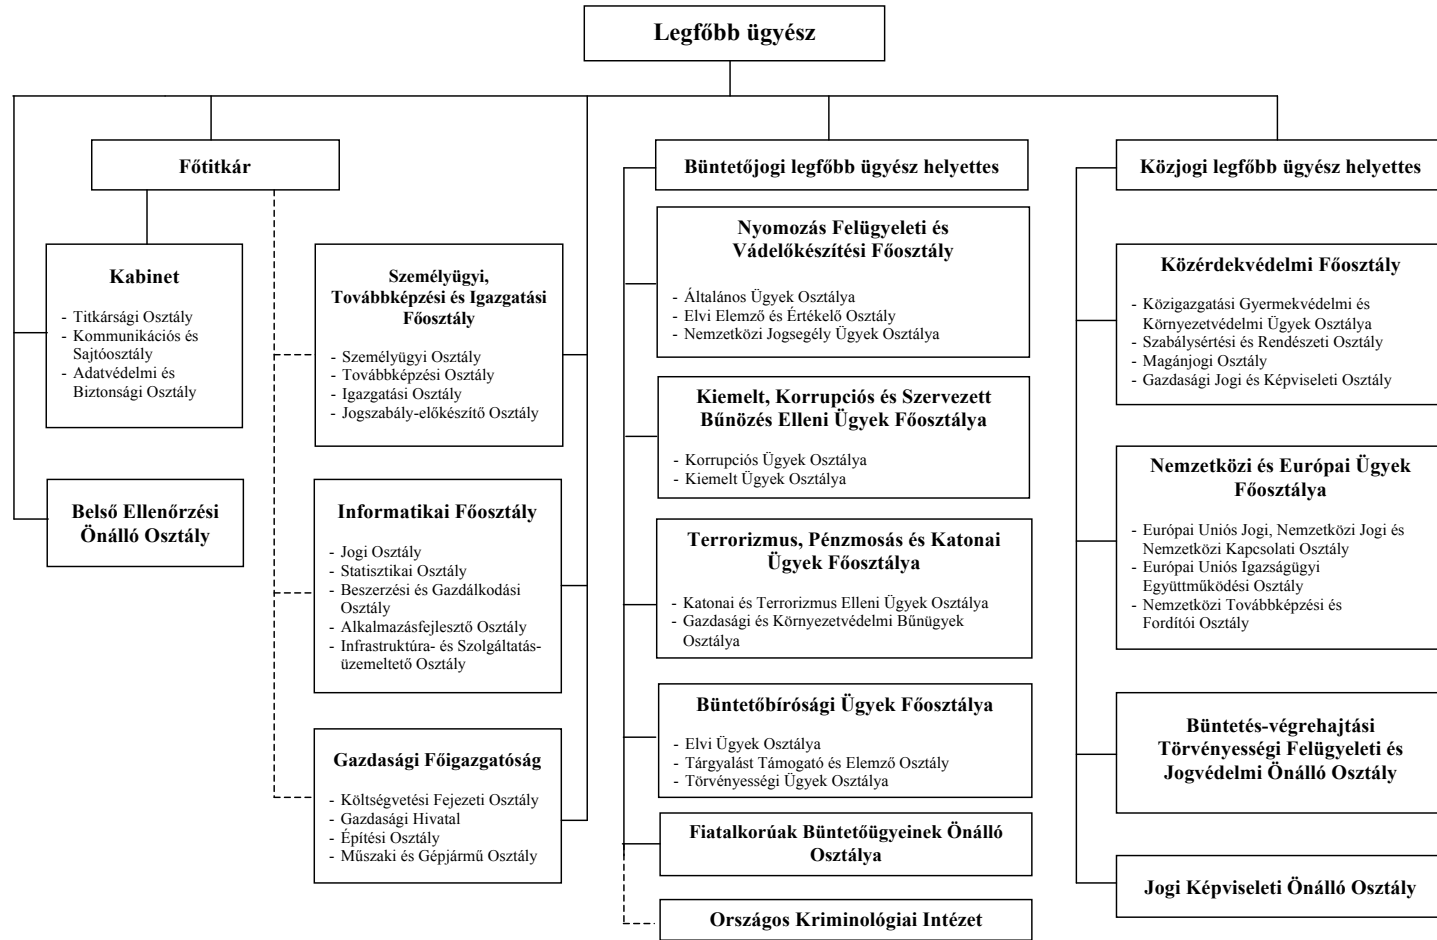 Legfőbb ügyész
Főtitkár
Kabinet
- Titkársági Osztály
- Kommunikációs és
Sajtóosztály
- Adatvédelmi és
Biztonsági Osztály
Belső Ellenőrzési
Önálló Osztály
Személyügyi,
Továbbképzési és Igazgatási
Főosztály
- Személyügyi Osztály
- Továbbképzési Osztály
- Igazgatási Osztály
- Jogszabály-előkészítő Osztály
Informatikai Főosztály
- Jogi Osztály
- Statisztikai Osztály
- Beszerzési és Gazdálkodási
Osztály
- Alkalmazásfejlesztő Osztály
- Infrastruktúra- és Szolgáltatás-
üzemeltető Osztály
Gazdasági Főigazgatóság
- Költségvetési Fejezeti Osztály
- Gazdasági Hivatal
- Építési Osztály
- Műszaki és Gépjármű Osztály
Büntetőjogi legfőbb ügyész helyettes
Nyomozás Felügyeleti és
Vádelőkészítési Főosztály
- Általános Ügyek Osztálya
- Elvi Elemző és Értékelő Osztály
- Nemzetközi Jogsegély Ügyek Osztálya
Kiemelt, Korrupciós és Szervezett
Bűnözés Elleni Ügyek Főosztálya
- Korrupciós Ügyek Osztálya
- Kiemelt Ügyek Osztálya
Terrorizmus, Pénzmosás és Katonai
Ügyek Főosztálya
- Katonai és Terrorizmus Elleni Ügyek Osztálya
- Gazdasági és Környezetvédelmi Bűnügyek
Osztálya
Büntetőbírósági Ügyek Főosztálya
- Elvi Ügyek Osztálya
- Tárgyalást Támogató és Elemző Osztály
- Törvényességi Ügyek Osztálya
Fiatalkorúak Büntetőügyeinek Önálló
Osztálya
Országos Kriminológiai Intézet
Közjogi legfőbb ügyész helyettes
Közérdekvédelmi Főosztály
- Közigazgatási Gyermekvédelmi és
Környezetvédelmi Ügyek Osztálya
- Szabálysértési és Rendészeti Osztály
- Magánjogi Osztály
- Gazdasági Jogi és Képviseleti Osztály
Nemzetközi és Európai Ügyek
Főosztálya
- Európai Uniós Jogi, Nemzetközi Jogi és
Nemzetközi Kapcsolati Osztály
- Európai Uniós Igazságügyi
Együttműködési Osztály
- Nemzetközi Továbbképzési és
Fordítói Osztály
Büntetés-végrehajtási
Törvényességi Felügyeleti és
Jogvédelmi Önálló Osztály
Jogi Képviseleti Önálló Osztály